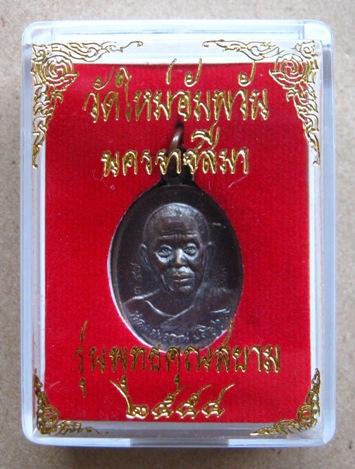 วัดใหม่อัมพวัน
นครราชสีมา
รุ่นพุทธคุณสยาม
๒๕๕๔